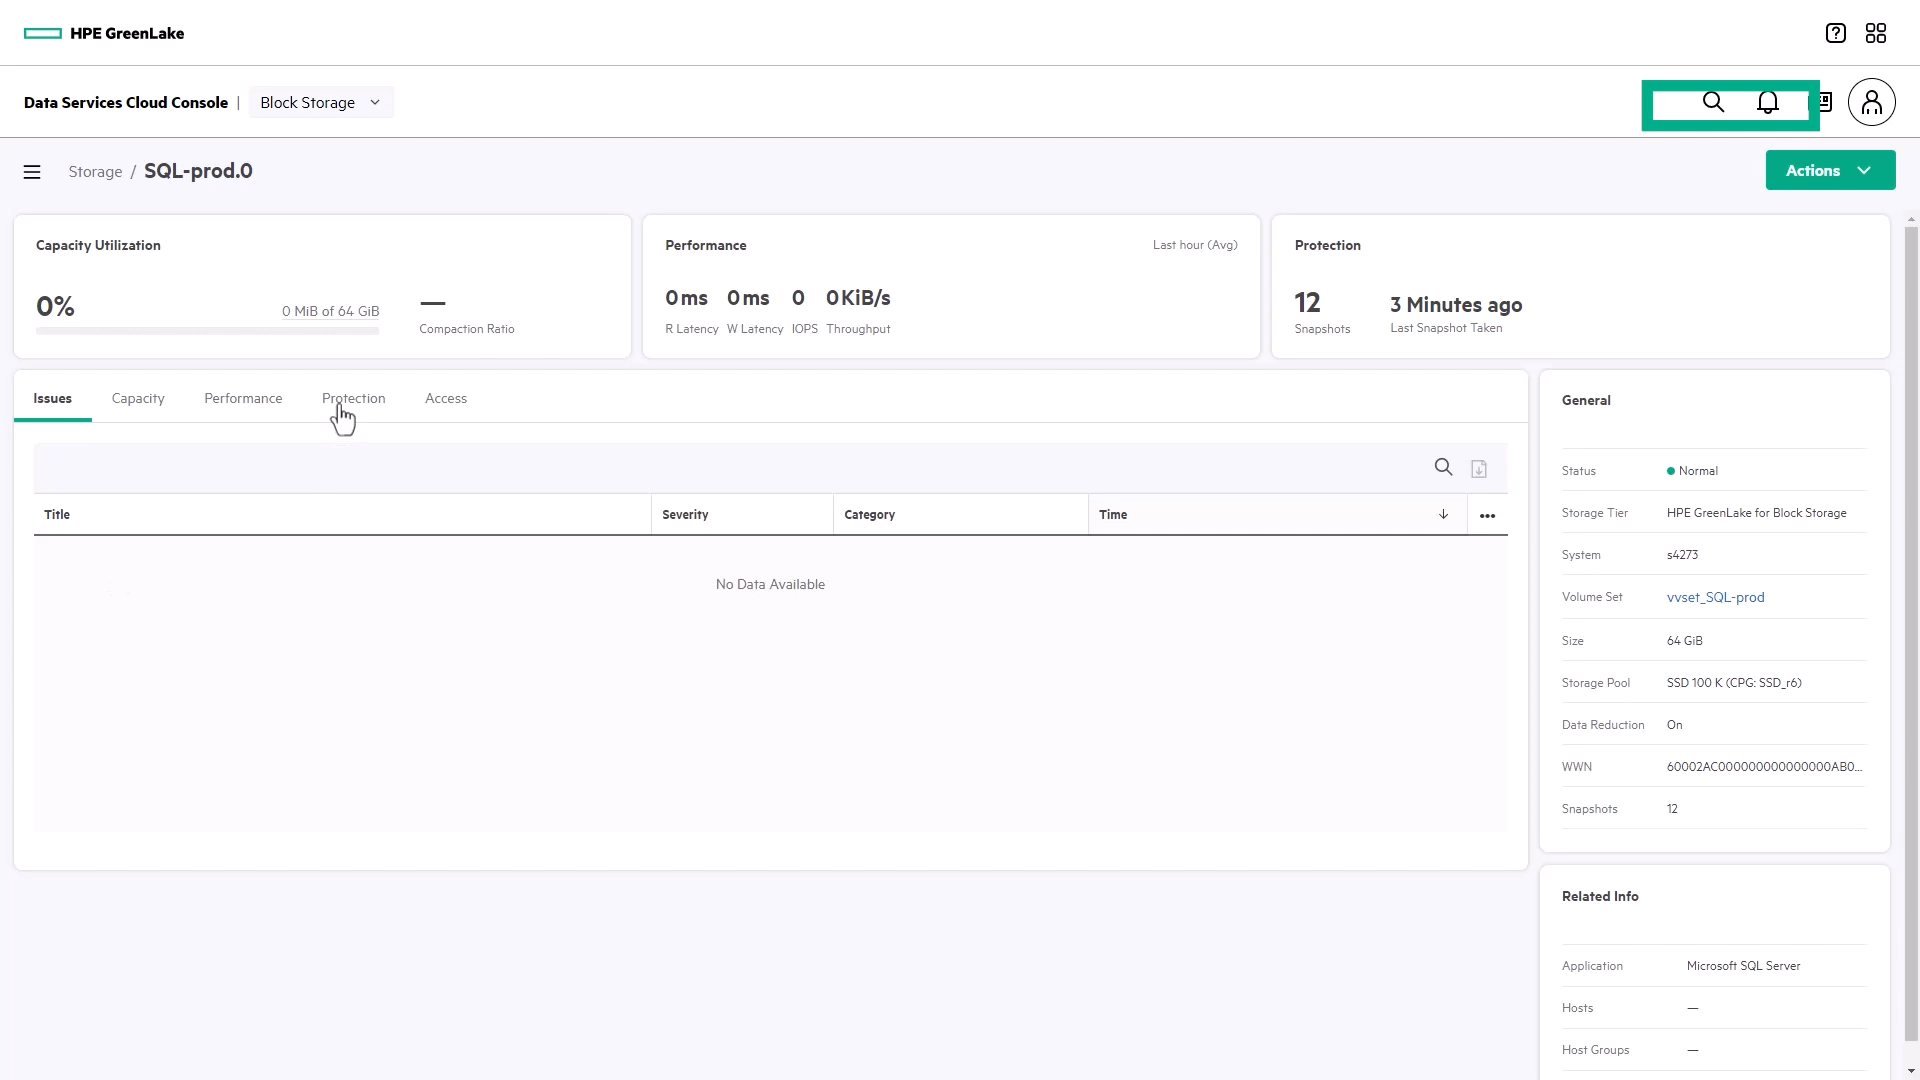 HPE GreenLake
Data Services Cloud Console | Block Storage
Storage / SQL-prod.0
Actions
Capacity Utilization
0%
0 MiB of 64 GiB
—
Compaction Ratio
Performance
Last hour (Avg)
0 ms 0 ms 0 0 KiB/s
R Latency W Latency IOPS Throughput
Protection
12
Snapshots
3 Minutes ago
Last Snapshot Taken
Issues Capacity Performance Protection Access
Title Severity Category Time
No Data Available
General
Status Normal
Storage Tier HPE GreenLake for Block Storage
System s4273
Volume Set vvset_SQL-prod
Size 64 GiB
Storage Pool SSD 100 K (CPG: SSD_r6)
Data Reduction On
WWN 60002AC000000000000000AB0...
Snapshots 12
Related Info
Application Microsoft SQL Server
Hosts —
Host Groups —